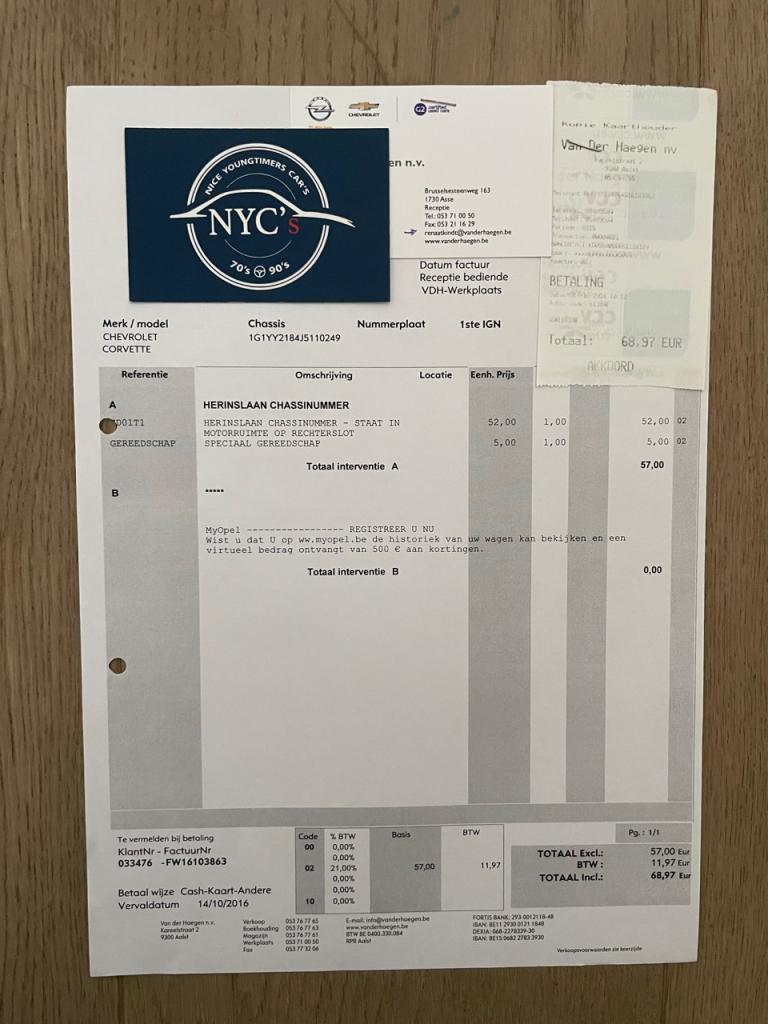 CHEVROLET
certified used cars
NICE YOUNGTIMERS CAR'S
NYC's
70's 90's
en n.v.
Brusselsesteenweg 163
1730 Asse
Receptie
Tel.: 053 71 00 50
Fax: 053 21 16 29
renaatkindt@vanderhaegen.be
www.vanderhaegen.be
Kopie Kaarthouder
Van Der Haegen nv
9300 Aalst
BETALING
Totaal: 68.97 EUR
AKKOORD
Datum factuur
Receptie bediende
VDH-Werkplaats
Merk / model Chassis Nummerplaat 1ste IGN
CHEVROLET 1G1YY2184J5110249
CORVETTE
Referentie Omschrijving Locatie Eenh. Prijs
A HERINSLAAN CHASSINUMMER
D01T1 HERINSLAAN CHASSINUMMER - STAAT IN 52,00 1,00 52,00 02
MOTORRUIMTE OP RECHTERSLOT
GEREEDSCHAP SPECIAAL GEREEDSCHAP 5,00 1,00 5,00 02
Totaal interventie A 57,00
B *****
MyOpel ----------------- REGISTREER U NU
Wist u dat U op ww.myopel.be de historiek van uw wagen kan bekijken en een
virtueel bedrag ontvangt van 500 € aan kortingen.
Totaal interventie B 0,00
Pg. : 1/1
Te vermelden bij betaling
KlantNr - FactuurNr
033476 -FW16103863
Betaal wijze Cash-Kaart-Andere
Vervaldatum 14/10/2016
Code % BTW Basis BTW
00 0,00%
0,00%
02 21,00% 57,00 11,97
0,00%
0,00%
10 0,00%
TOTAAL Excl.: 57,00 Eur
BTW : 11,97 Eur
TOTAAL Incl.: 68,97 Eur
Van der Haegen n.v.
Kareelstraat 2
9300 Aalst
Verkoop 053 76 77 65
Boekhouding 053 76 77 63
Magazijn 053 76 77 61
Werkplaats 053 71 00 50
Fax 053 77 32 06
E-mail: info@vanderhaegen.be
www.vanderhaegen.be
BTW BE 0400.330.084
RPR Aalst
FORTIS BANK: 293-0012118-48
IBAN: BE11 2930 0121 1848
DEXIA: 068-2278339-30
IBAN: BE15 0682 2783 3930
Verkoopsvoorwaarden zie keerzijde